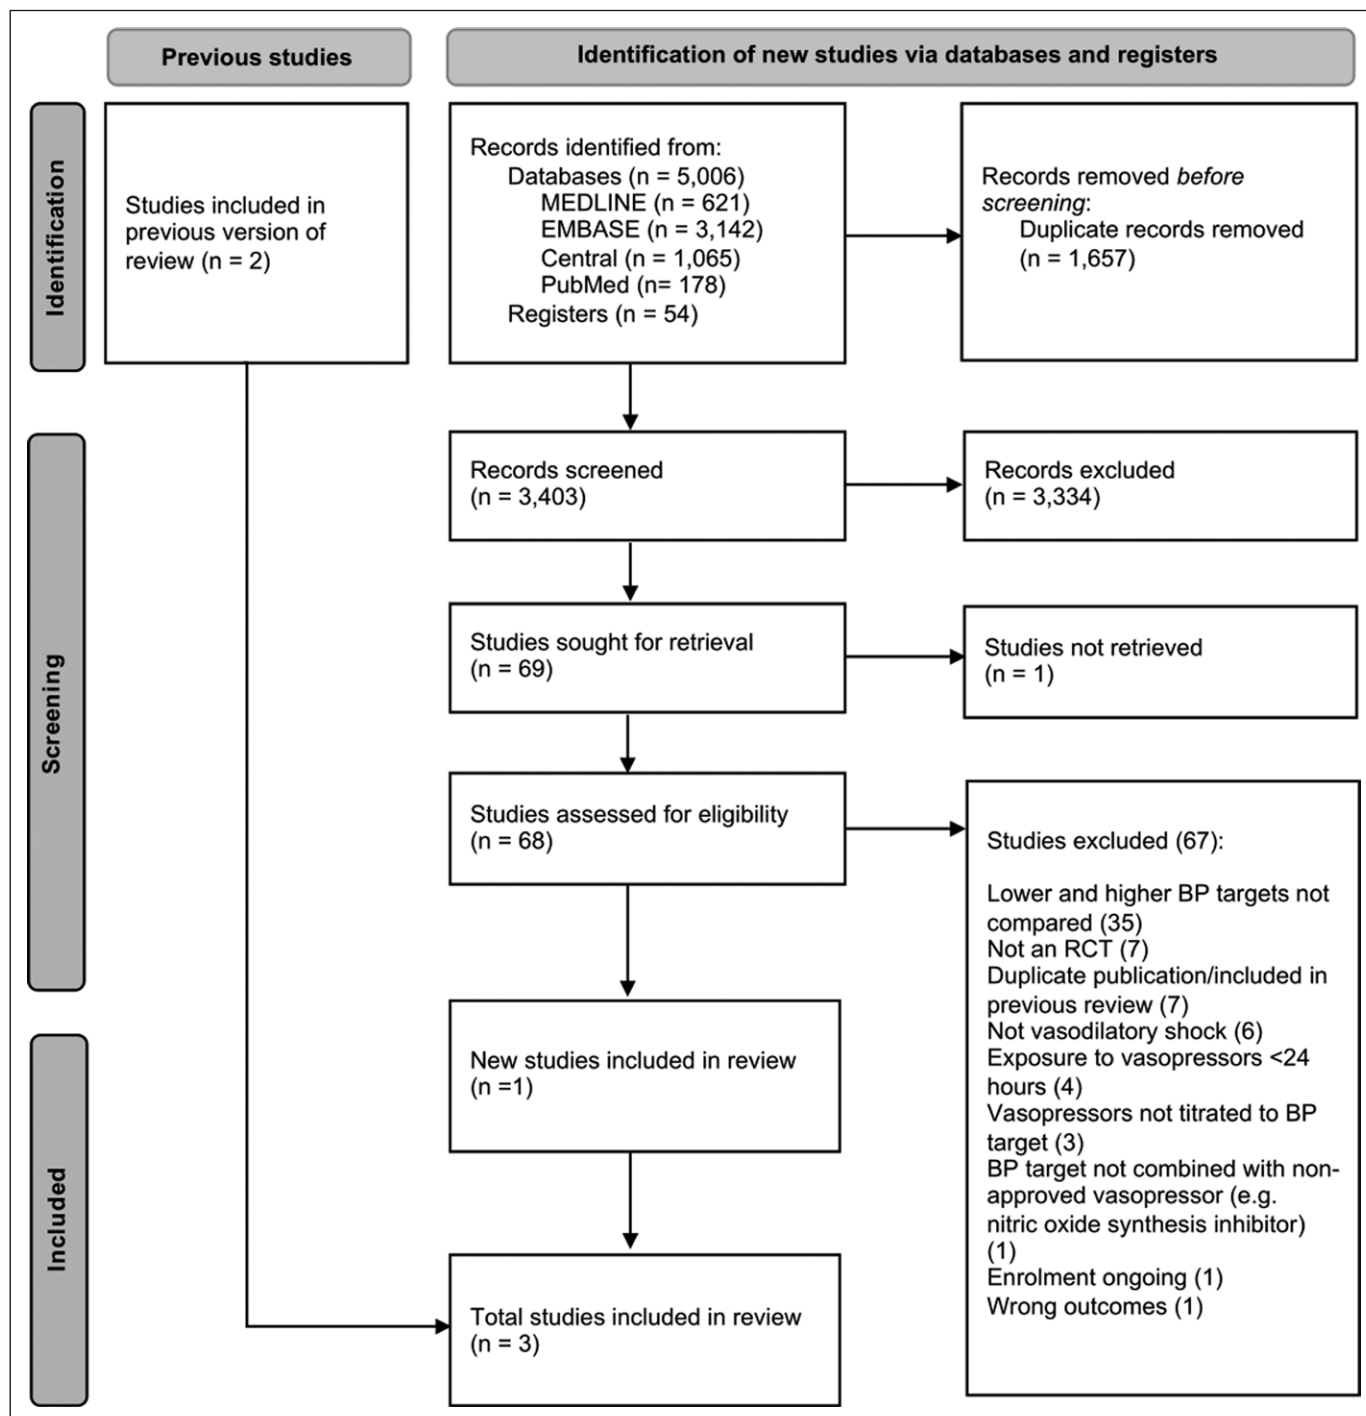 Previous studies
Identification of new studies via databases and registers
Identification
Studies included in
previous version of
review (n = 2)
Records identified from:
Databases (n = 5,006)
MEDLINE (n = 621)
EMBASE (n = 3,142)
Central (n = 1,065)
PubMed (n= 178)
Registers (n = 54)
Records removed before
screening:
Duplicate records removed
(n = 1,657)
Screening
Records screened
(n = 3,403)
Records excluded
(n = 3,334)
Studies sought for retrieval
(n = 69)
Studies not retrieved
(n = 1)
Studies assessed for eligibility
(n = 68)
Studies excluded (67):
Lower and higher BP targets not
compared (35)
Not an RCT (7)
Duplicate publication/included in
previous review (7)
Not vasodilatory shock (6)
Exposure to vasopressors <24
hours (4)
Vasopressors not titrated to BP
target (3)
BP target not combined with non-
approved vasopressor (e.g.
nitric oxide synthesis inhibitor)
(1)
Enrolment ongoing (1)
Wrong outcomes (1)
Included
New studies included in review
(n =1)
Total studies included in review
(n = 3)